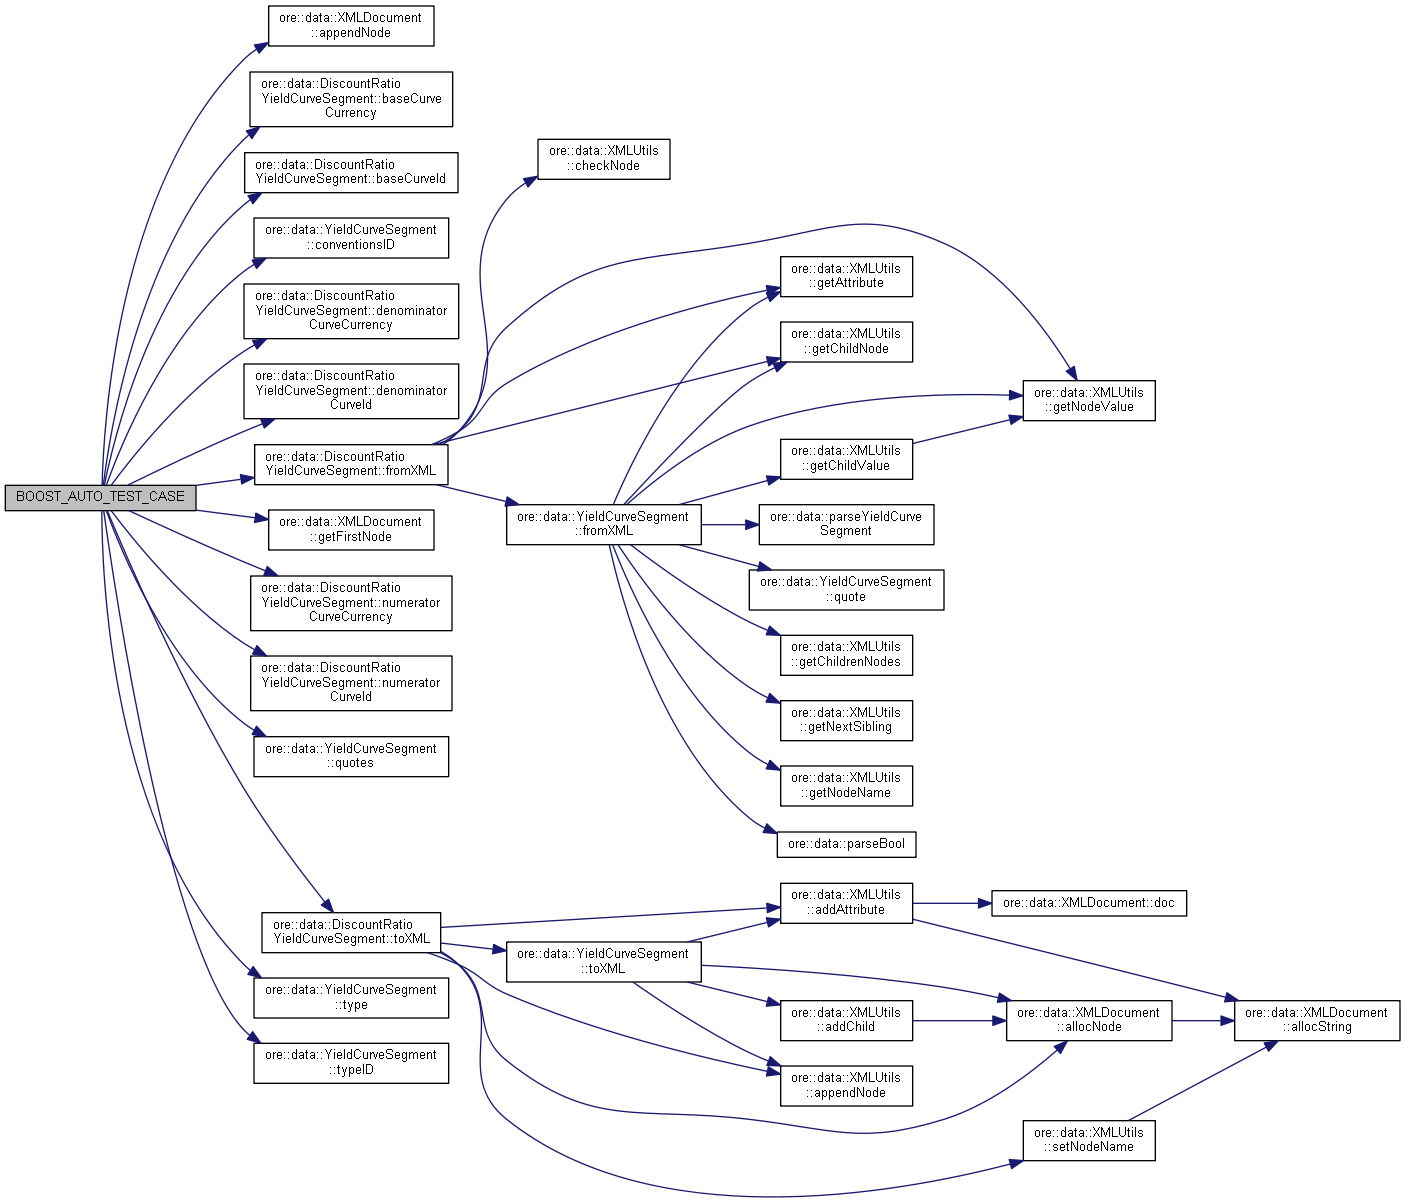 BOOST_AUTO_TEST_CASE
ore::data::XMLDocument
::appendNode
ore::data::DiscountRatio
YieldCurveSegment::baseCurve
Currency
ore::data::DiscountRatio
YieldCurveSegment::baseCurveId
ore::data::YieldCurveSegment
::conventionsID
ore::data::DiscountRatio
YieldCurveSegment::denominator
CurveCurrency
ore::data::DiscountRatio
YieldCurveSegment::denominator
CurveId
ore::data::DiscountRatio
YieldCurveSegment::fromXML
ore::data::XMLDocument
::getFirstNode
ore::data::DiscountRatio
YieldCurveSegment::numerator
CurveCurrency
ore::data::DiscountRatio
YieldCurveSegment::numerator
CurveId
ore::data::YieldCurveSegment
::quotes
ore::data::DiscountRatio
YieldCurveSegment::toXML
ore::data::YieldCurveSegment
::type
ore::data::YieldCurveSegment
::typeID
ore::data::XMLUtils
::checkNode
ore::data::YieldCurveSegment
::fromXML
ore::data::YieldCurveSegment
::toXML
ore::data::XMLUtils
::getAttribute
ore::data::XMLUtils
::getChildNode
ore::data::XMLUtils
::getChildValue
ore::data::parseYieldCurve
Segment
ore::data::YieldCurveSegment
::quote
ore::data::XMLUtils
::getChildrenNodes
ore::data::XMLUtils
::getNextSibling
ore::data::XMLUtils
::getNodeName
ore::data::parseBool
ore::data::XMLUtils
::addAttribute
ore::data::XMLUtils
::addChild
ore::data::XMLUtils
::appendNode
ore::data::XMLUtils
::getNodeValue
ore::data::XMLDocument::doc
ore::data::XMLDocument
::allocNode
ore::data::XMLUtils
::setNodeName
ore::data::XMLDocument
::allocString